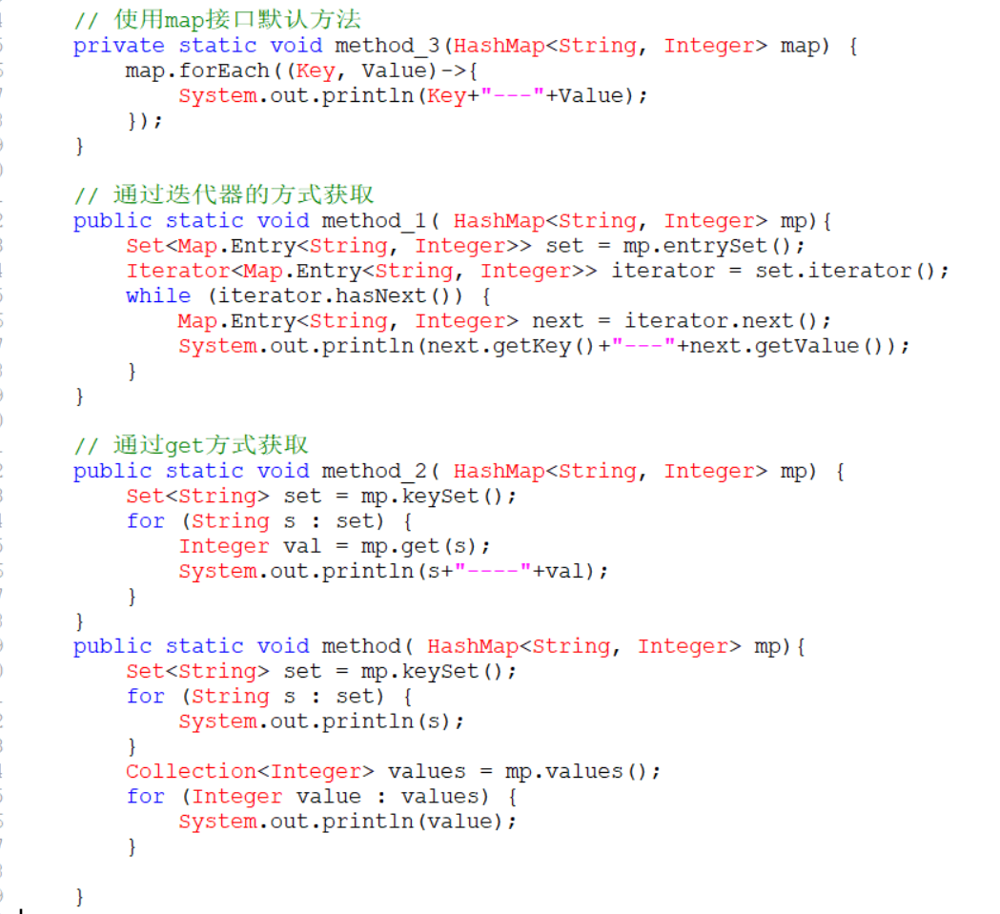 // 使用map接口默认方法
private static void method_3(HashMap<String, Integer> map) {
    map.forEach((Key, Value)->{
        System.out.println(Key+"---"+Value);
    });
}
// 通过迭代器的方式获取
public static void method_1( HashMap<String, Integer> mp){
    Set<Map.Entry<String, Integer>> set = mp.entrySet();
    Iterator<Map.Entry<String, Integer>> iterator = set.iterator();
    while (iterator.hasNext()) {
        Map.Entry<String, Integer> next = iterator.next();
        System.out.println(next.getKey()+"---"+next.getValue());
    }
}
// 通过get方式获取
public static void method_2( HashMap<String, Integer> mp) {
    Set<String> set = mp.keySet();
    for (String s : set) {
        Integer val = mp.get(s);
        System.out.println(s+"----"+val);
    }
}
public static void method( HashMap<String, Integer> mp){
    Set<String> set = mp.keySet();
    for (String s : set) {
        System.out.println(s);
    }
    Collection<Integer> values = mp.values();
    for (Integer value : values) {
        System.out.println(value);
    }
}